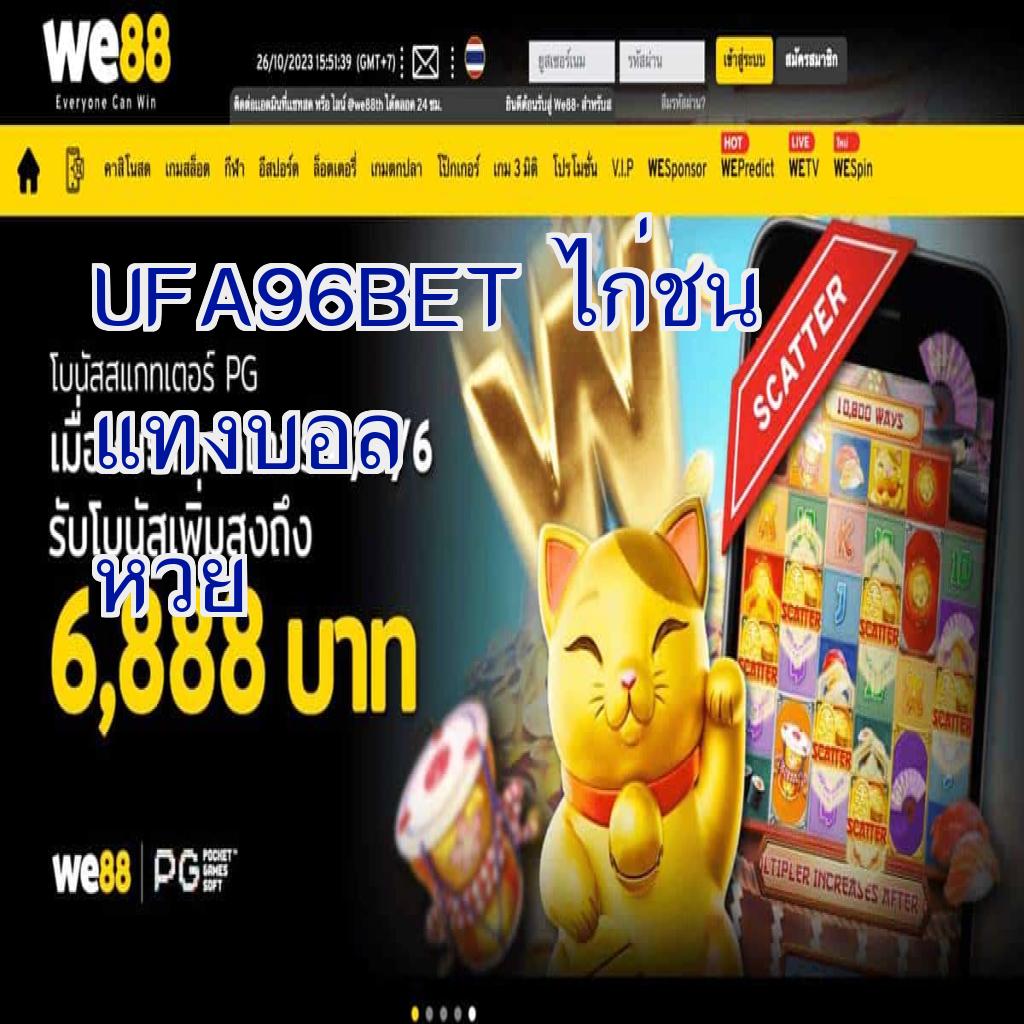 we88
Everyone Can Win
26/10/2023 15:51:39 (GMT+7)
ยูสเซอร์เนม
รหัสผ่าน
เข้าสู่ระบบ
สมัครสมาชิก
ติดต่อแอดมินที่แชทสด หรือ ไลน์ @we88th ได้ตลอด 24 ชม.
ยินดีต้อนรับสู่ We88- สำหรับส
ลืมรหัสผ่าน?
HOT LIVE ใหม่
คาสิโนสด เกมสล็อต กีฬา อีสปอร์ต ล็อตเตอรี่ เกมตกปลา โป๊กเกอร์ เกม 3 มิติ โปรโมชั่น V.I.P WESponsor WEPredict WETV WESpin
UFA96BET ไก่ชน
โบนัสสแกทเตอร์ PG
แทงบอล
/6
รับโบนัสเพิ่มสูงถึง
หวย
6,888 บาท
SCATTER
10,800 WAYS
A
K
J
10
SCATTER
SCATTER
SCATTER
SCATTER
SCATTER
SCATTER
LTIPLER INCREASES AFTER
we88
PG POCKET GAMES SOFT